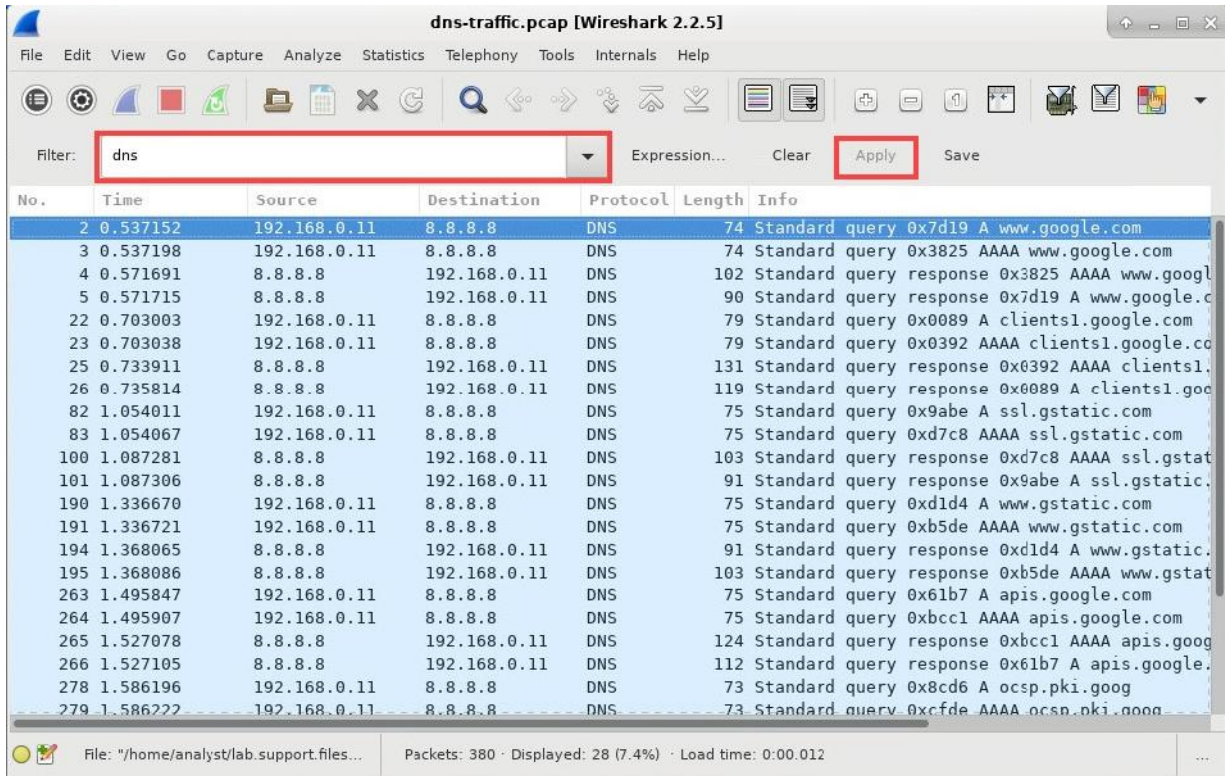 dns-traffic.pcap [Wireshark 2.2.5]
File Edit View Go Capture Analyze Statistics Telephony Tools Internals Help
Filter: dns Expression... Clear Apply Save
No. Time Source Destination Protocol Length Info
2 0.537152 192.168.0.11 8.8.8.8 DNS 74 Standard query 0x7d19 A www.google.com
3 0.537198 192.168.0.11 8.8.8.8 DNS 74 Standard query 0x3825 AAAA www.google.com
4 0.571691 8.8.8.8 192.168.0.11 DNS 102 Standard query response 0x3825 AAAA www.googl
5 0.571715 8.8.8.8 192.168.0.11 DNS 90 Standard query response 0x7d19 A www.google.c
22 0.703003 192.168.0.11 8.8.8.8 DNS 79 Standard query 0x0089 A clients1.google.com
23 0.703038 192.168.0.11 8.8.8.8 DNS 79 Standard query 0x0392 AAAA clients1.google.co
25 0.733911 8.8.8.8 192.168.0.11 DNS 131 Standard query response 0x0392 AAAA clients1.
26 0.735814 8.8.8.8 192.168.0.11 DNS 119 Standard query response 0x0089 A clients1.goo
82 1.054011 192.168.0.11 8.8.8.8 DNS 75 Standard query 0x9abe A ssl.gstatic.com
83 1.054067 192.168.0.11 8.8.8.8 DNS 75 Standard query 0xd7c8 AAAA ssl.gstatic.com
100 1.087281 8.8.8.8 192.168.0.11 DNS 103 Standard query response 0xd7c8 AAAA ssl.gstat
101 1.087306 8.8.8.8 192.168.0.11 DNS 91 Standard query response 0x9abe A ssl.gstatic.
190 1.336670 192.168.0.11 8.8.8.8 DNS 75 Standard query 0xd1d4 A www.gstatic.com
191 1.336721 192.168.0.11 8.8.8.8 DNS 75 Standard query 0xb5de AAAA www.gstatic.com
194 1.368065 8.8.8.8 192.168.0.11 DNS 91 Standard query response 0xd1d4 A www.gstatic.
195 1.368086 8.8.8.8 192.168.0.11 DNS 103 Standard query response 0xb5de AAAA www.gstat
263 1.495847 192.168.0.11 8.8.8.8 DNS 75 Standard query 0x61b7 A apis.google.com
264 1.495907 192.168.0.11 8.8.8.8 DNS 75 Standard query 0xbcc1 AAAA apis.google.com
265 1.527078 8.8.8.8 192.168.0.11 DNS 124 Standard query response 0xbcc1 AAAA apis.goog
266 1.527105 8.8.8.8 192.168.0.11 DNS 112 Standard query response 0x61b7 A apis.google.
278 1.586196 192.168.0.11 8.8.8.8 DNS 73 Standard query 0x8cd6 A ocsp.pki.goog
279 1.586222 192.168.0.11 8.8.8.8 DNS 73 Standard query 0xcfde AAAA ocsp.pki.goog
File: "/home/analyst/lab.support.files... Packets: 380 · Displayed: 28 (7.4%) · Load time: 0:00.012 ...